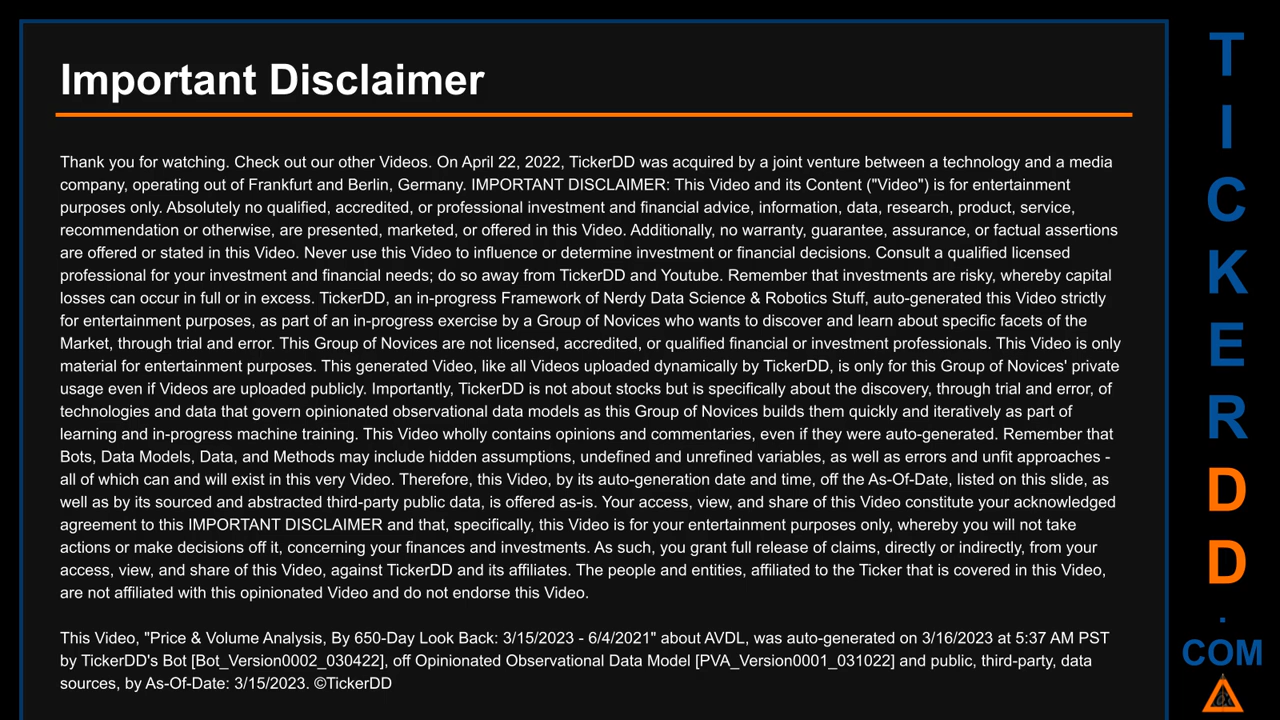 Important Disclaimer
Thank you for watching. Check out our other Videos. On April 22, 2022, TickerDD was acquired by a joint venture between a technology and a media
company, operating out of Frankfurt and Berlin, Germany. IMPORTANT DISCLAIMER: This Video and its Content ("Video") is for entertainment
purposes only. Absolutely no qualified, accredited, or professional investment and financial advice, information, data, research, product, service,
recommendation or otherwise, are presented, marketed, or offered in this Video. Additionally, no warranty, guarantee, assurance, or factual assertions
are offered or stated in this Video. Never use this Video to influence or determine investment or financial decisions. Consult a qualified licensed
professional for your investment and financial needs; do so away from TickerDD and Youtube. Remember that investments are risky, whereby capital
losses can occur in full or in excess. TickerDD, an in-progress Framework of Nerdy Data Science & Robotics Stuff, auto-generated this Video strictly
for entertainment purposes, as part of an in-progress exercise by a Group of Novices who wants to discover and learn about specific facets of the
Market, through trial and error. This Group of Novices are not licensed, accredited, or qualified financial or investment professionals. This Video is only
material for entertainment purposes. This generated Video, like all Videos uploaded dynamically by TickerDD, is only for this Group of Novices' private
usage even if Videos are uploaded publicly. Importantly, TickerDD is not about stocks but is specifically about the discovery, through trial and error, of
technologies and data that govern opinionated observational data models as this Group of Novices builds them quickly and iteratively as part of
learning and in-progress machine training. This Video wholly contains opinions and commentaries, even if they were auto-generated. Remember that
Bots, Data Models, Data, and Methods may include hidden assumptions, undefined and unrefined variables, as well as errors and unfit approaches -
all of which can and will exist in this very Video. Therefore, this Video, by its auto-generation date and time, off the As-Of-Date, listed on this slide, as
well as by its sourced and abstracted third-party public data, is offered as-is. Your access, view, and share of this Video constitute your acknowledged
agreement to this IMPORTANT DISCLAIMER and that, specifically, this Video is for your entertainment purposes only, whereby you will not take
actions or make decisions off it, concerning your finances and investments. As such, you grant full release of claims, directly or indirectly, from your
access, view, and share of this Video, against TickerDD and its affiliates. The people and entities, affiliated to the Ticker that is covered in this Video,
are not affiliated with this opinionated Video and do not endorse this Video.
This Video, "Price & Volume Analysis, By 650-Day Look Back: 3/15/2023 - 6/4/2021" about AVDL, was auto-generated on 3/16/2023 at 5:37 AM PST
by TickerDD's Bot [Bot_Version0002_030422], off Opinionated Observational Data Model [PVA_Version0001_031022] and public, third-party, data
sources, by As-Of-Date: 3/15/2023. ©TickerDD
T
I
C
K
E
R
D
D
.
COM